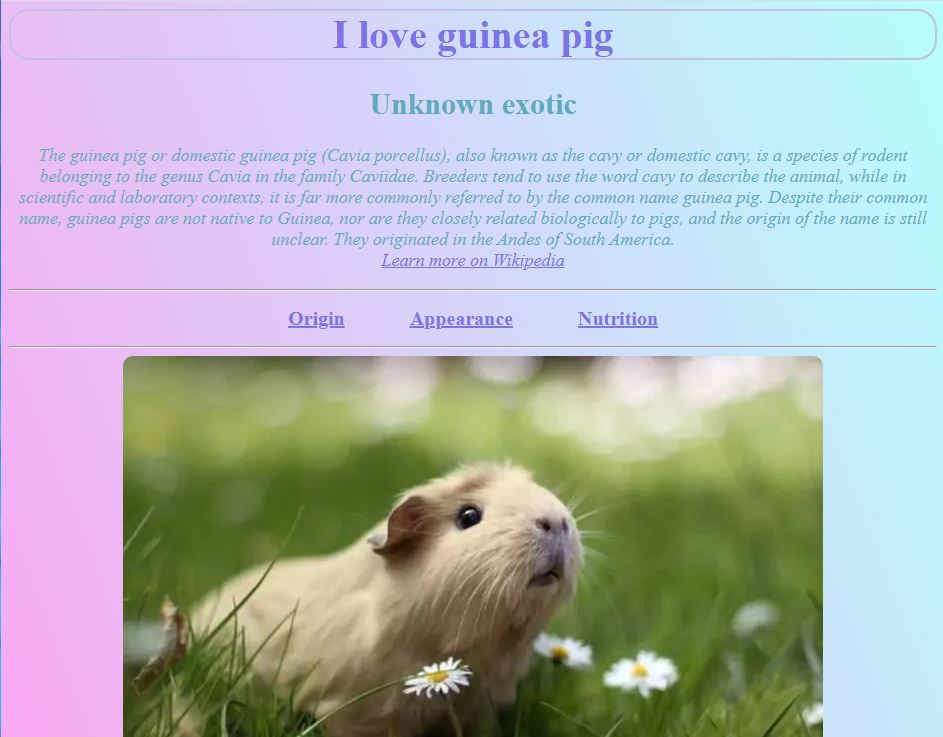 I love guinea pig
Unknown exotic
The guinea pig or domestic guinea pig (Cavia porcellus), also known as the cavy or domestic cavy, is a species of rodent
belonging to the genus Cavia in the family Caviidae. Breeders tend to use the word cavy to describe the animal, while in
scientific and laboratory contexts, it is far more commonly referred to by the common name guinea pig. Despite their common
name, guinea pigs are not native to Guinea, nor are they closely related biologically to pigs, and the origin of the name is still
unclear. They originated in the Andes of South America.
Learn more on Wikipedia
Origin Appearance Nutrition